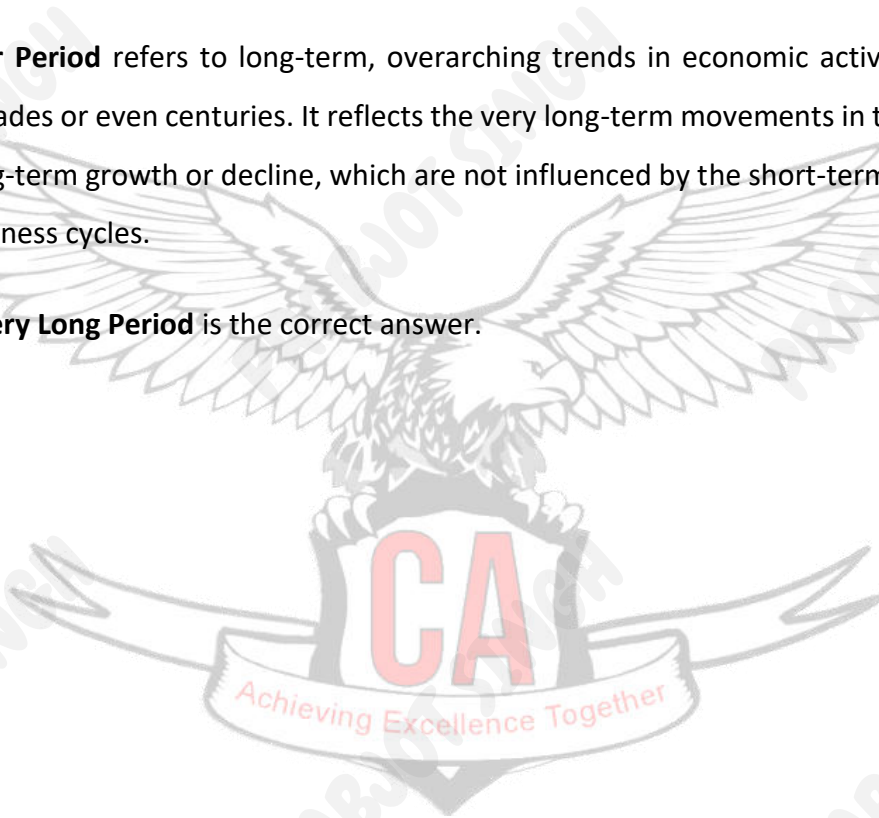 r Period refers to long-term, overarching trends in economic activ
ades or even centuries. It reflects the very long-term movements in t
g-term growth or decline, which are not influenced by the short-term
ness cycles.
ery Long Period is the correct answer.
CA
Achieving Excellence Together
PRABJOT SINGH